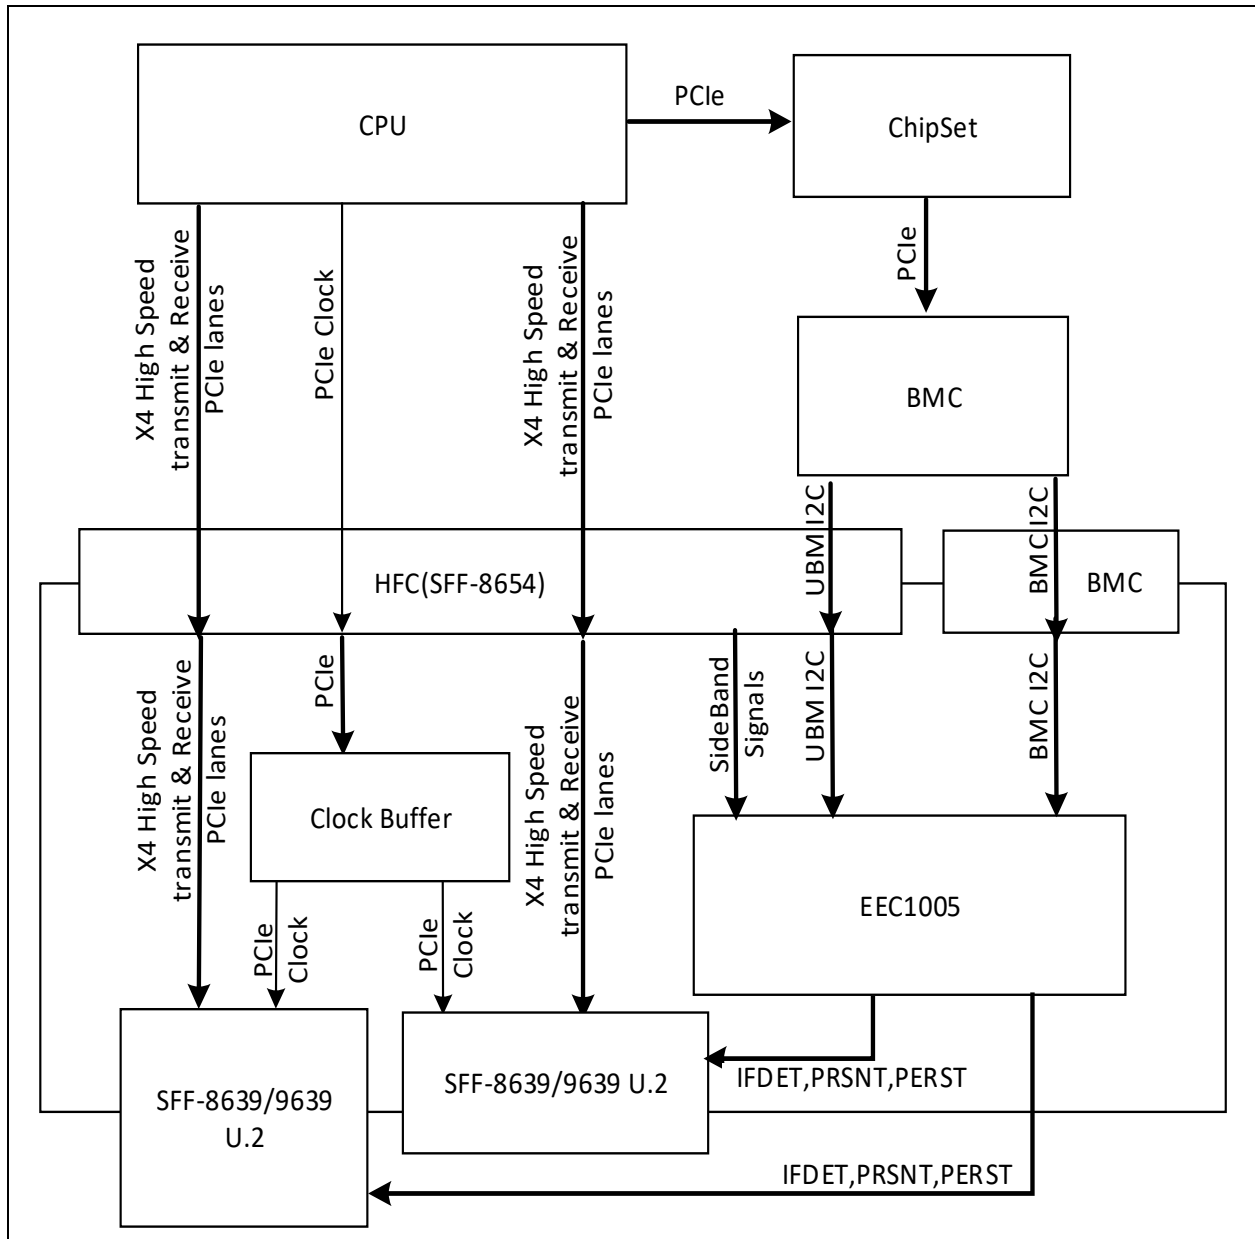 CPU
PCIe
ChipSet
X4 High Speed
transmit & Receive
PCIe lanes
PCIe Clock
X4 High Speed
transmit & Receive
PCIe lanes
PCIe
BMC
UBM I2C
BMC I2C
HFC(SFF-8654)
BMC
X4 High Speed
transmit & Receive
PCIe lanes
PCIe
X4 High Speed
transmit & Receive
PCIe lanes
SideBand
Signals
UBM I2C
BMC I2C
Clock Buffer
EEC1005
PCIe
Clock
PCIe
Clock
SFF-8639/9639
U.2
SFF-8639/9639 U.2
IFDET,PRSNT,PERST
IFDET,PRSNT,PERST